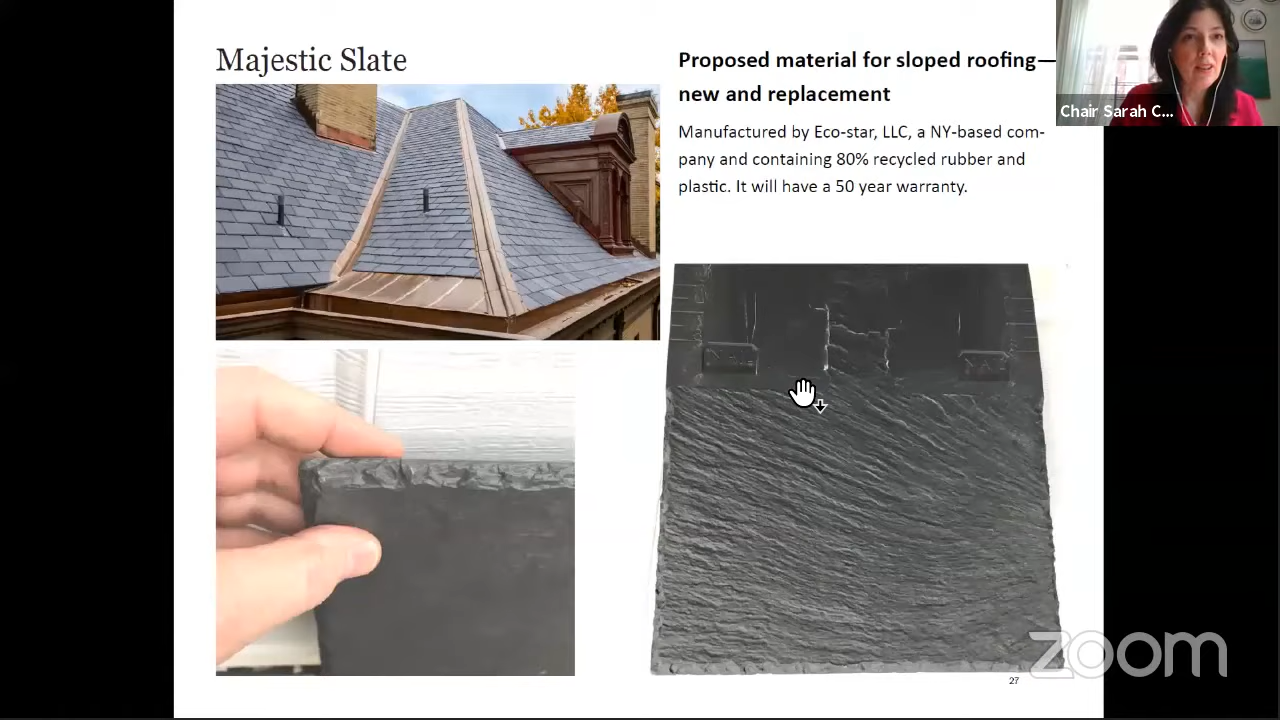 Majestic Slate
Proposed material for sloped roofing—
new and replacement
Manufactured by Eco-star, LLC, a NY-based com-
pany and containing 80% recycled rubber and
plastic. It will have a 50 year warranty.
Chair Sarah C...
zoom
27